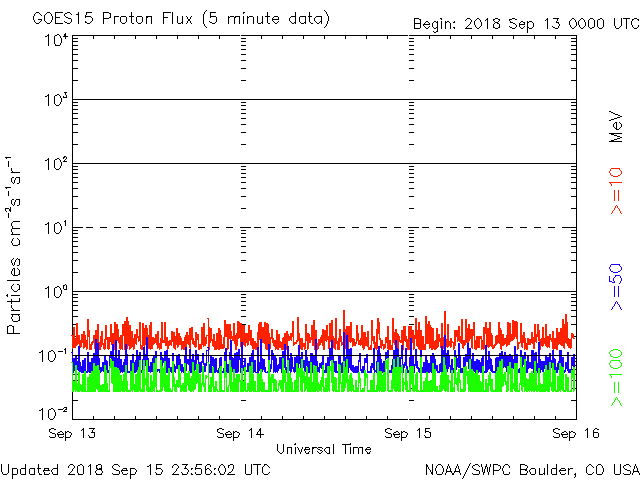 GOES15 Proton Flux (5 minute data)
Begin: 2018 Sep 13 0000 UTC
10⁴
10³
10²
10¹
10⁰
10⁻¹
10⁻²
Particles cm⁻²s⁻¹sr⁻¹
MeV
>=10
>=50
>=100
Sep 13
Sep 14
Sep 15
Sep 16
Universal Time
Updated 2018 Sep 15 23:56:02 UTC
NOAA/SWPC Boulder, CO USA